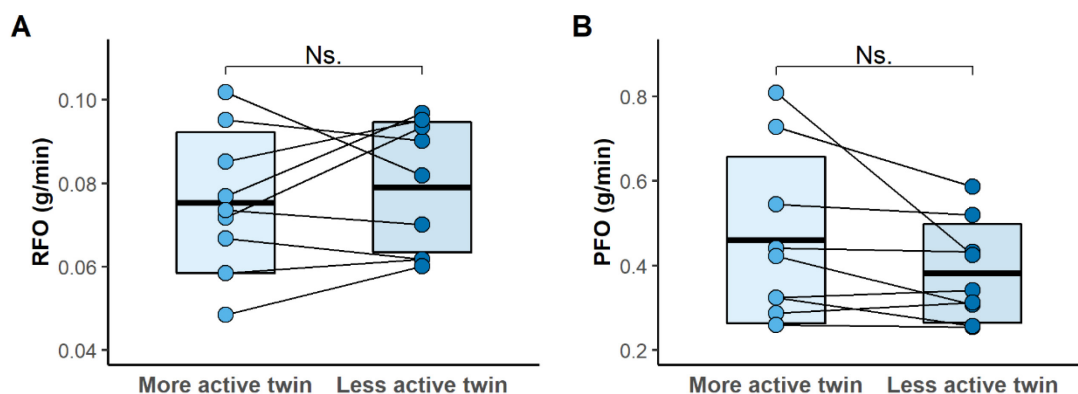 A
Ns.
RFO (g/min)
0.10
0.08
0.06
0.04
More active twin Less active twin
B
Ns.
PFO (g/min)
0.8
0.6
0.4
0.2
More active twin Less active twin